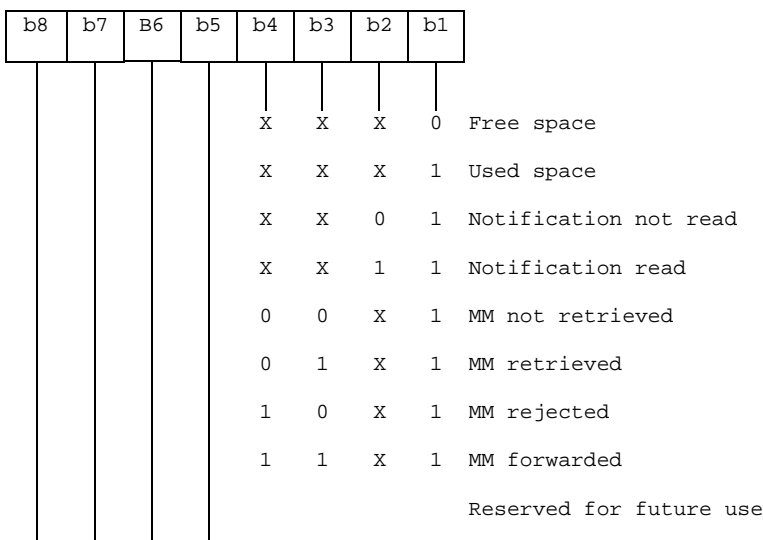 b8 b7 B6 b5 b4 b3 b2 b1
X X X 0 Free space
X X X 1 Used space
X X 0 1 Notification not read
X X 1 1 Notification read
0 0 X 1 MM not retrieved
0 1 X 1 MM retrieved
1 0 X 1 MM rejected
1 1 X 1 MM forwarded
Reserved for future use